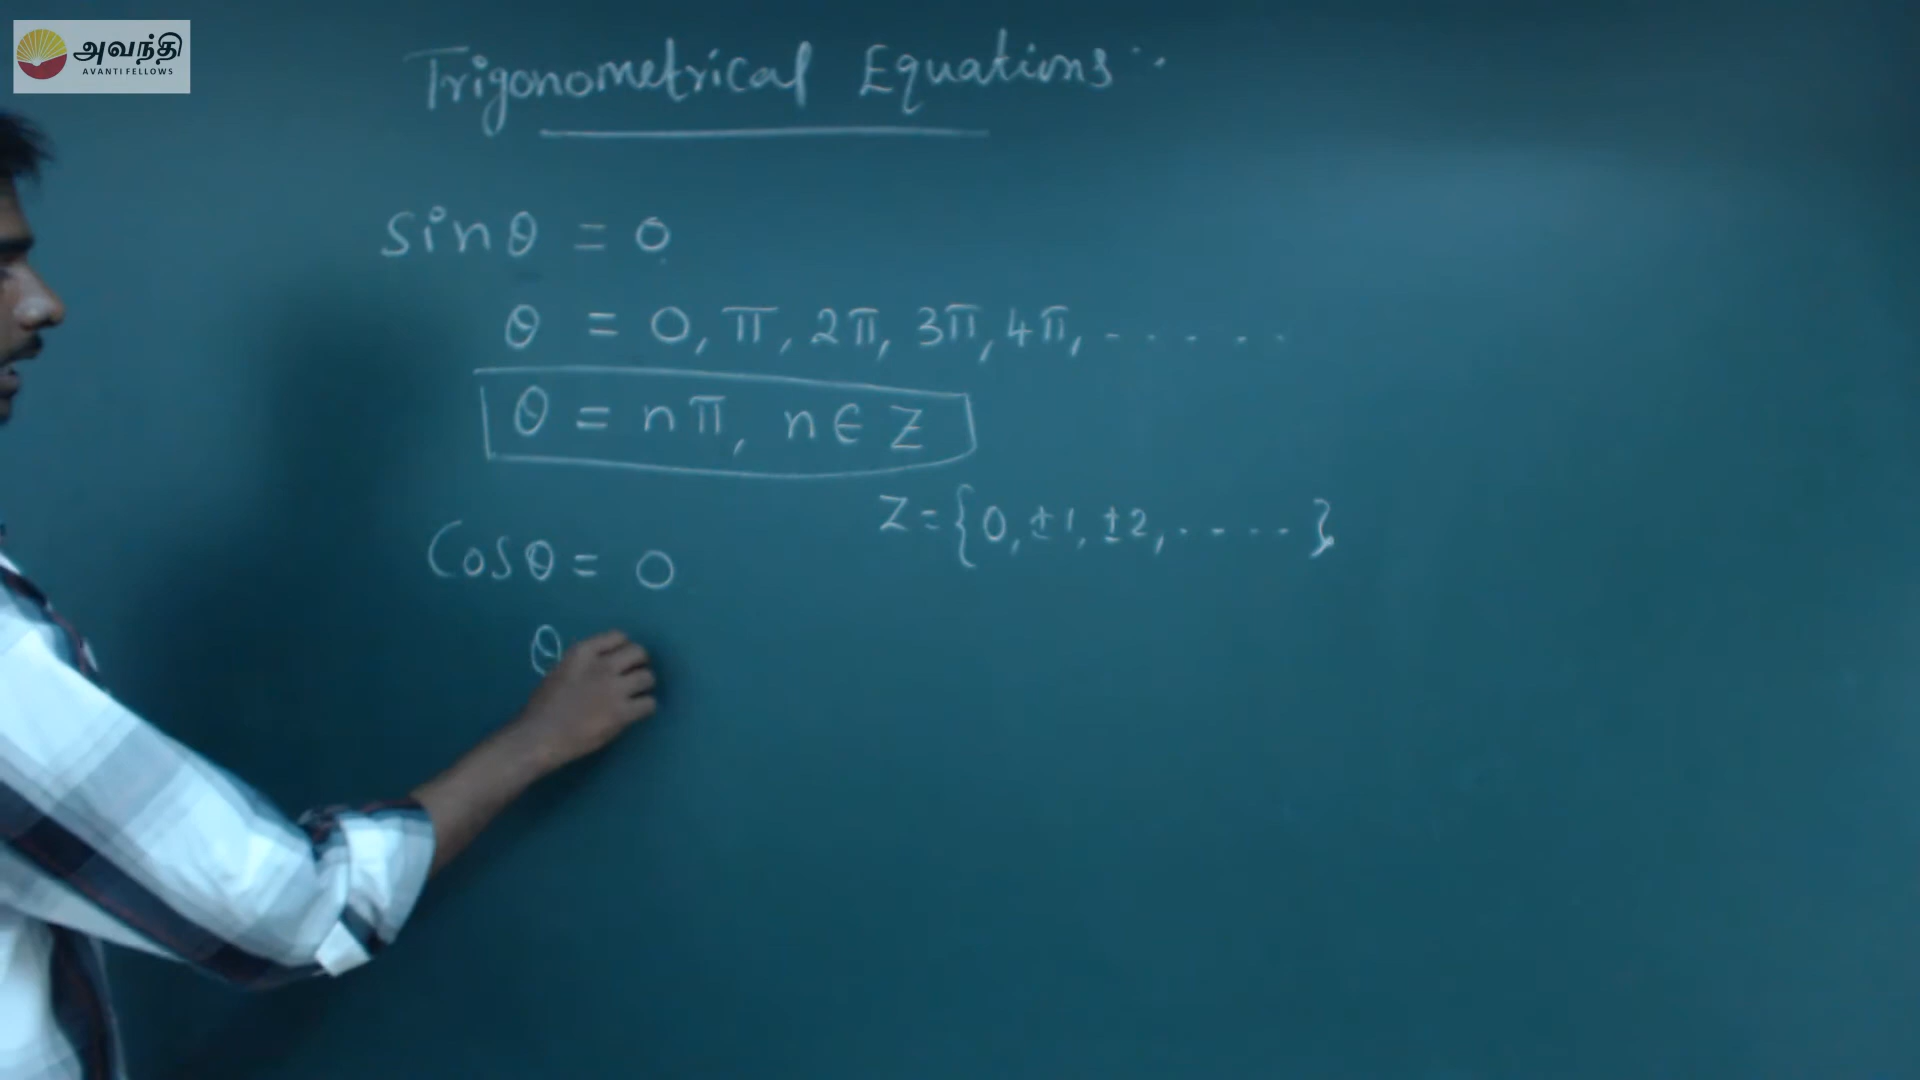 அவந்தி
AVANTI FELLOWS
Trigonometrical Equations:
sinθ = 0
θ = 0, π, 2π, 3π, 4π, .....
θ = nπ, n ∈ Z
Z = {0, ±1, ±2, .....}
Cosθ = 0
θ